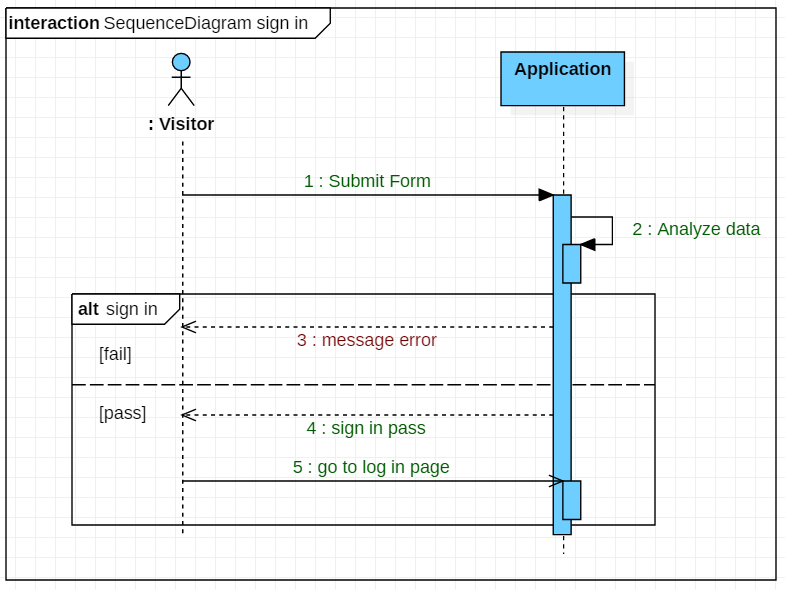 interaction SequenceDiagram sign in
Application
: Visitor
1 : Submit Form
2 : Analyze data
alt sign in
3 : message error
[fail]
[pass]
4 : sign in pass
5 : go to log in page